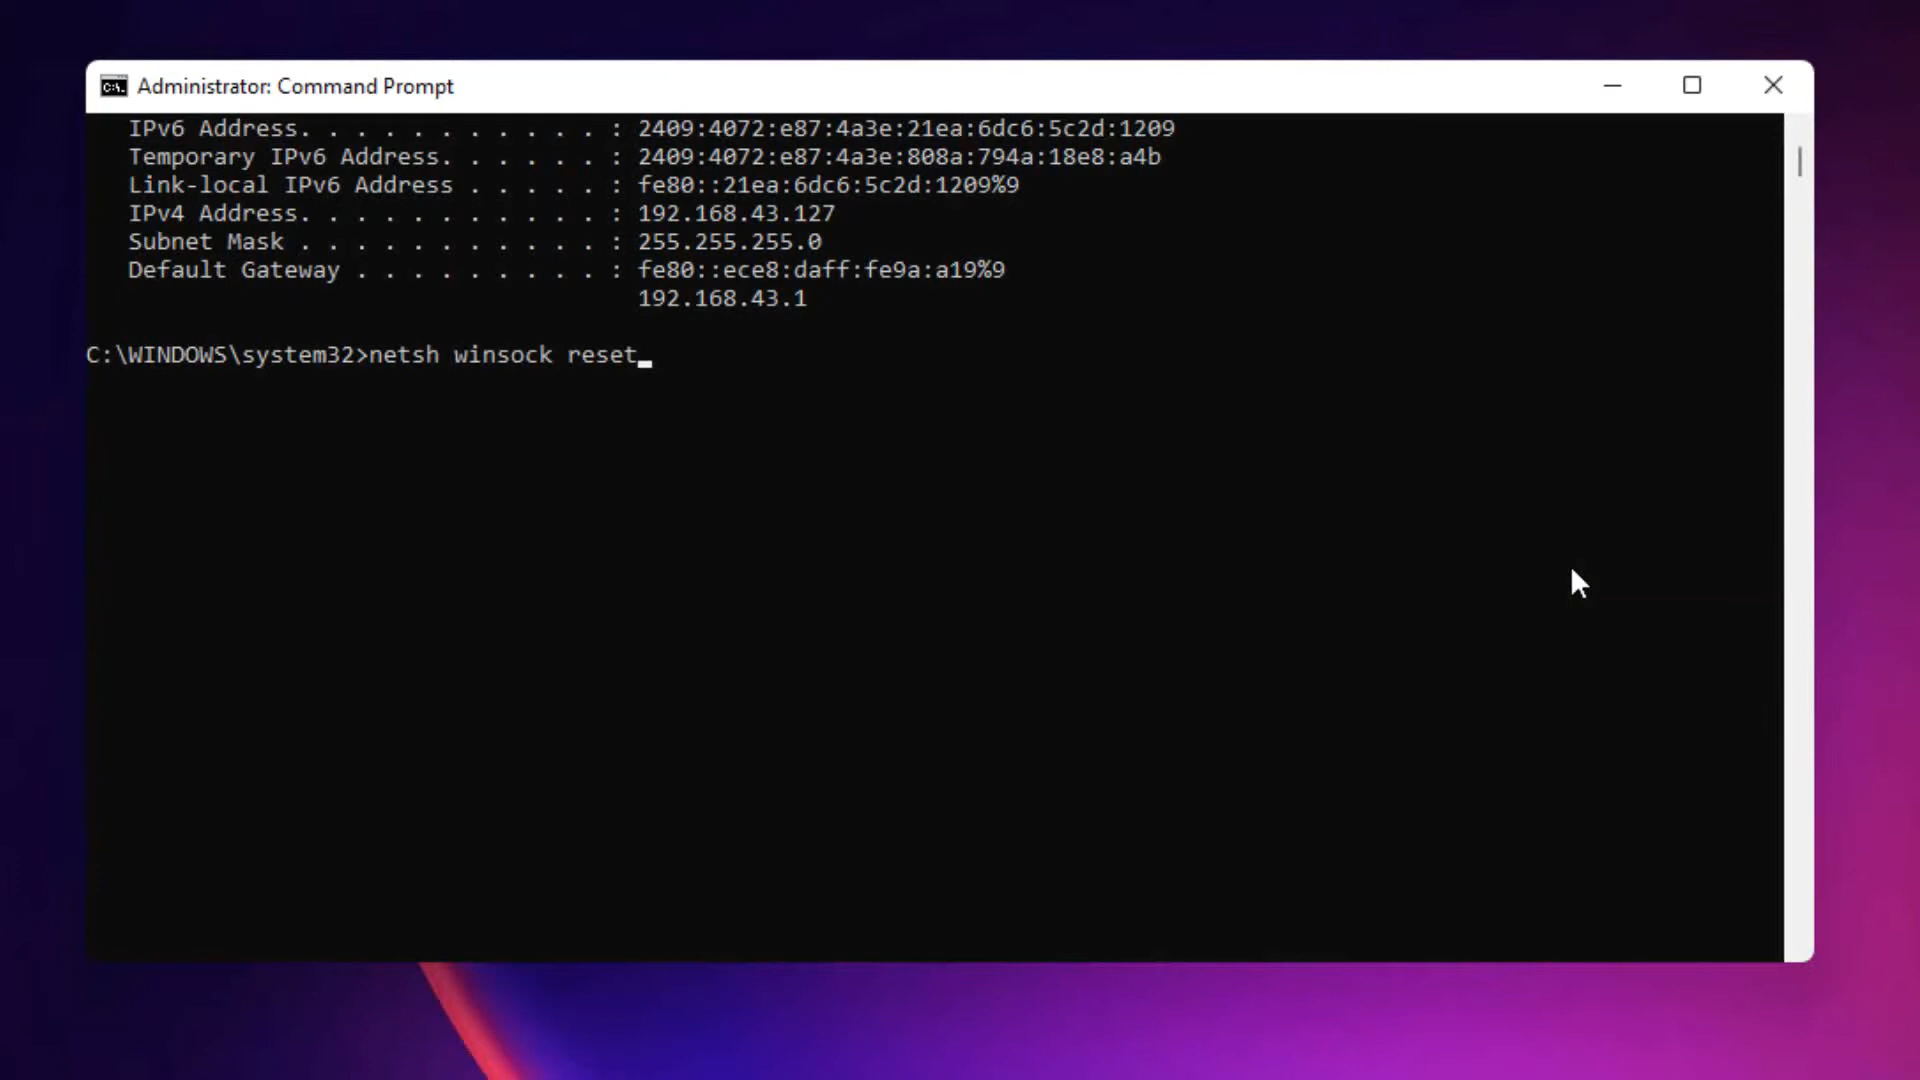 Administrator: Command Prompt
IPv6 Address. . . . . . . . . . . : 2409:4072:e87:4a3e:21ea:6dc6:5c2d:1209
Temporary IPv6 Address. . . . . . : 2409:4072:e87:4a3e:808a:794a:18e8:a4b
Link-local IPv6 Address . . . . . : fe80::21ea:6dc6:5c2d:1209%9
IPv4 Address. . . . . . . . . . . : 192.168.43.127
Subnet Mask . . . . . . . . . . . : 255.255.255.0
Default Gateway . . . . . . . . . : fe80::ece8:daff:fe9a:a19%9
192.168.43.1
C:\WINDOWS\system32>netsh winsock reset